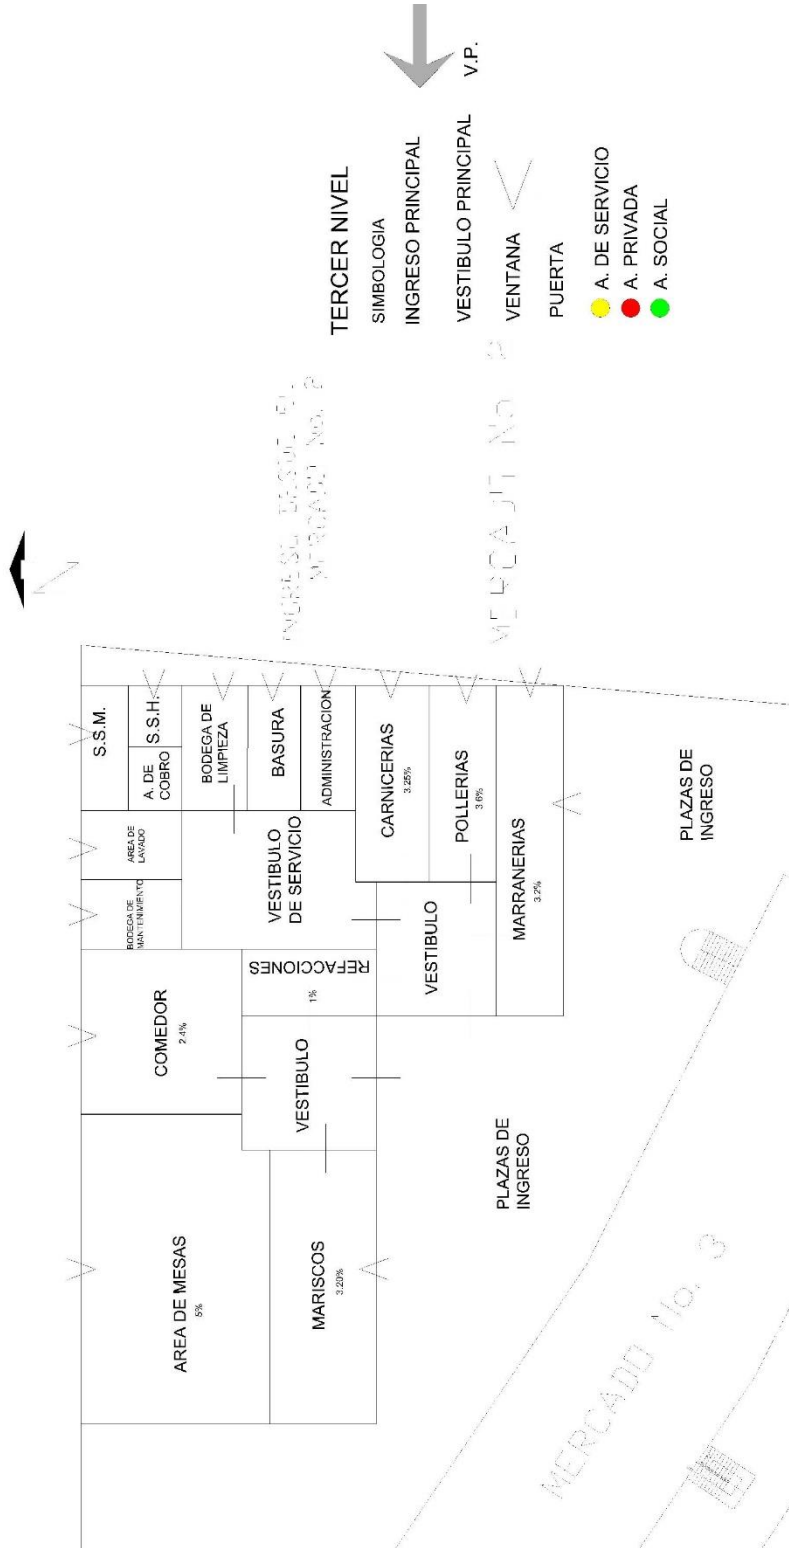 S.S.M.
S.S.H.
A. DE
COBRO
BODEGA DE
LIMPIEZA
BASURA
ADMINISTRACION
CARNICERIAS
3.25%
POLLERIAS
3.6%
MARRANERIAS
3.2%
AREA DE
LAVADO
BODEGA DE
MANTENIMIENTO
VESTIBULO
DE SERVICIO
VESTIBULO
COMEDOR
2.4%
REFACCIONES
1%
VESTIBULO
AREA DE MESAS
5%
MARISCOS
3.20%
PLAZAS DE
INGRESO
PLAZAS DE
INGRESO
MERCADO No. 3
MERCADO No.
TERCER NIVEL
SIMBOLOGIA
INGRESO PRINCIPAL
VESTIBULO PRINCIPAL
V.P.
VENTANA
PUERTA
A. DE SERVICIO
A. PRIVADA
A. SOCIAL